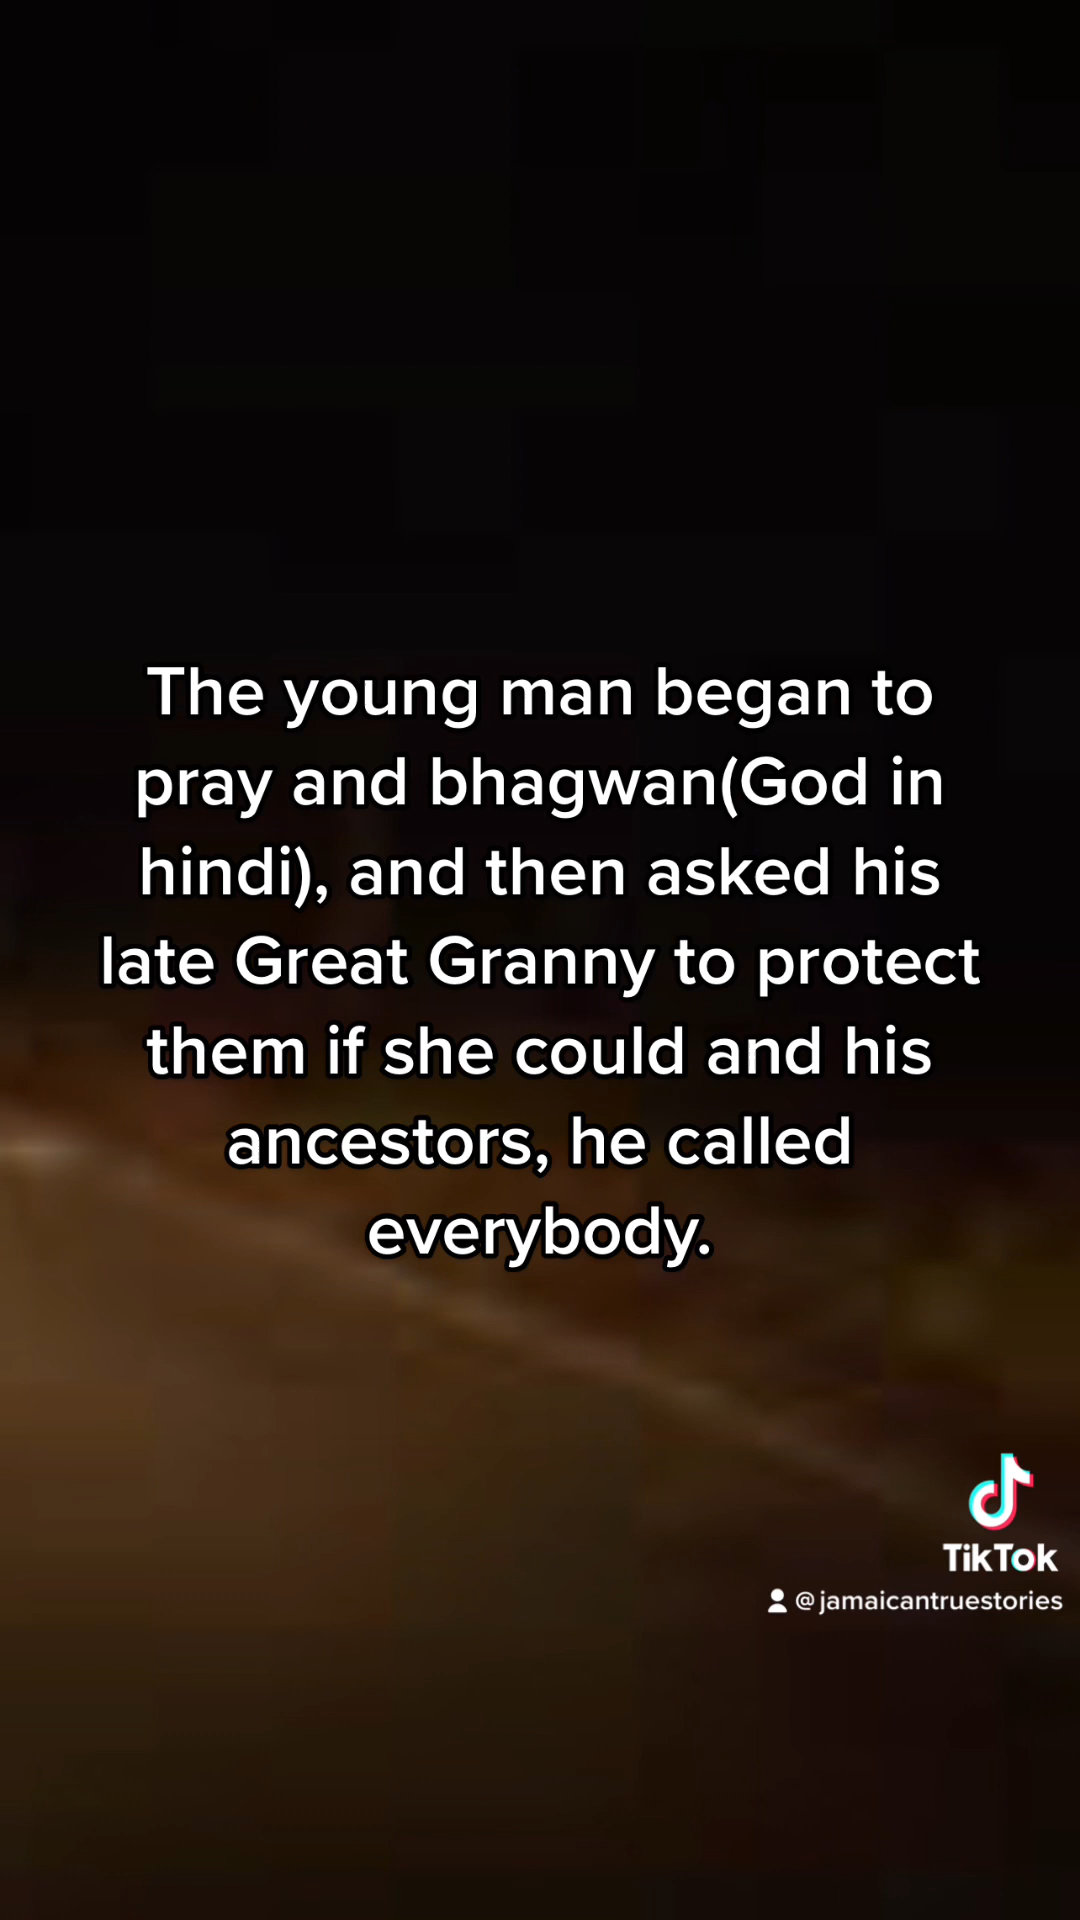 The young man began to
pray and bhagwan(God in
hindi), and then asked his
late Great Granny to protect
them if she could and his
ancestors, he called
everybody.
TikTok
@jamaicantruestories